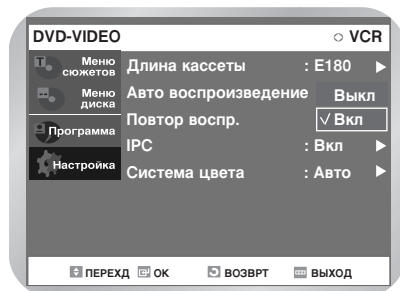 DVD-VIDEO VCR
Меню сюжетов
Длина кассеты : E180
Меню диска
Авто воспроизведение Выкл
Повтор воспр. √ Вкл
Программа
IPC : Вкл
Настройка
Система цвета : Авто
ПЕРЕХД ОК ВОЗВРТ ВЫХОД